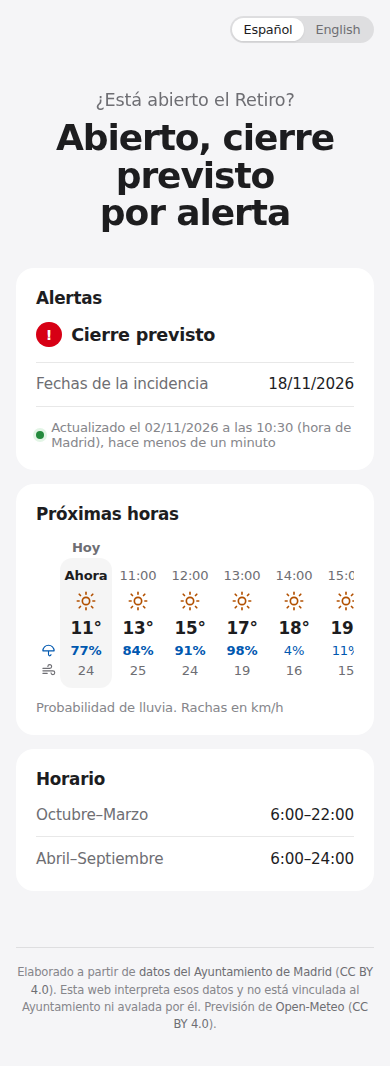 Español English
¿Está abierto el Retiro?
Abierto, cierre
previsto
por alerta
Alertas
! Cierre previsto
Fechas de la incidencia 18/11/2026
Actualizado el 02/11/2026 a las 10:30 (hora de
Madrid), hace menos de un minuto
Próximas horas
Hoy
Ahora 11:00 12:00 13:00 14:00 15:0
11° 13° 15° 17° 18° 19
77% 84% 91% 98% 4% 11%
24 25 24 19 16 15
Probabilidad de lluvia. Rachas en km/h
Horario
Octubre–Marzo 6:00–22:00
Abril–Septiembre 6:00–24:00
Elaborado a partir de datos del Ayuntamiento de Madrid (CC BY
4.0). Esta web interpreta esos datos y no está vinculada al
Ayuntamiento ni avalada por él. Previsión de Open-Meteo (CC
BY 4.0).